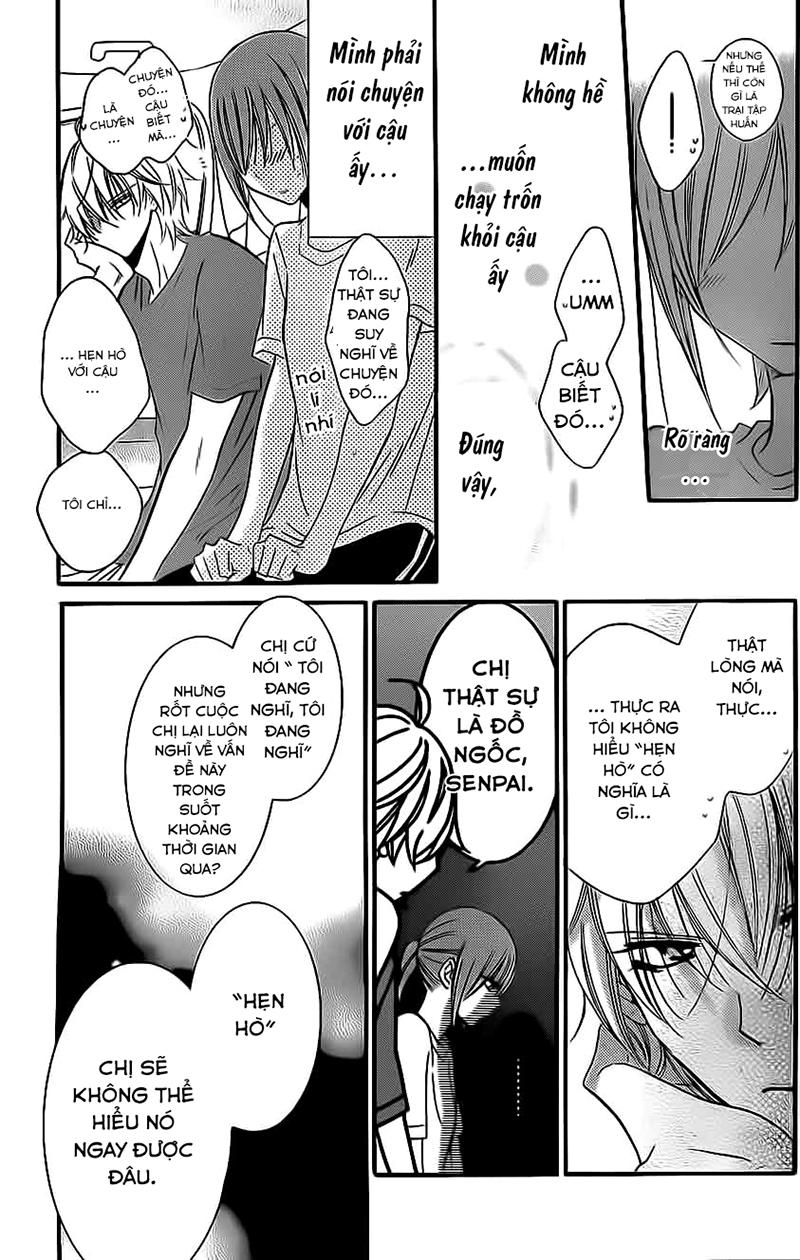 NHƯNG
NẾU THẾ
THÌ CÒN
GÌ LÀ
TRẠI TẬP
HUẤN
!
Rõ ràng
...
Mình
không hề
...muốn
chạy trốn
khỏi cậu
ấy
...
UMM
CẬU
BIẾT
ĐÓ...
Đúng
vậy,
Mình phải
nói chuyện
với cậu
ấy...
TÔI...
THẬT SỰ
ĐANG
SUY
NGHĨ VỀ
CHUYỆN
ĐÓ...
nói
lí
nhí
CHUYỆN
ĐÓ...
CẬU
BIẾT
MÀ...
LÀ
CHUYỆN
...
... HẸN HÒ
VỚI CẬU
...
TÔI CHỈ...
THẬT
LÒNG MÀ
NÓI,
THỰC...
... THỰC RA
TÔI KHÔNG
HIỂU “HẸN
HÒ” CÓ
NGHĨA LÀ
GÌ...
CHỊ
THẬT SỰ
LÀ ĐỒ
NGỐC,
SENPAI.
......
CHỊ CỨ
NÓI “ TÔI
ĐANG
NGHĨ, TÔI
ĐANG
NGHĨ”
NHƯNG
RỐT CUỘC
CHỊ LẠI LUÔN
NGHĨ VỀ VẤN
ĐỀ NÀY
TRONG
SUỐT
KHOẢNG
THỜI GIAN
QUA?
“HẸN
HÒ”
CHỊ SẼ
KHÔNG THỂ
HIỂU NÓ
NGAY ĐƯỢC
ĐÂU.